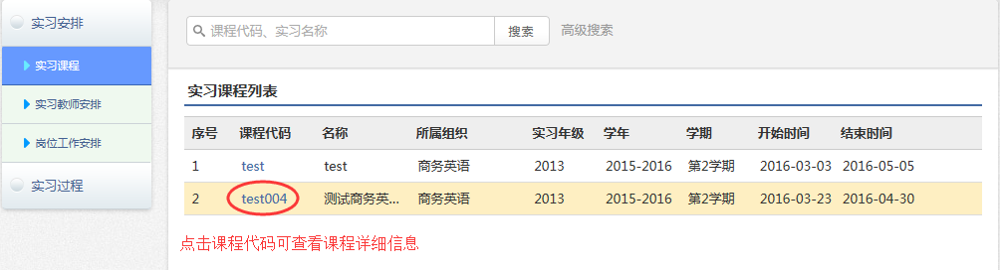 实习安排
实习课程
实习教师安排
岗位工作安排
实习过程
课程代码、实习名称 搜索 高级搜索
实习课程列表
序号 课程代码 名称 所属组织 实习年级 学年 学期 开始时间 结束时间
1 test test 商务英语 2013 2015-2016 第2学期 2016-03-03 2016-05-05
2 test004 测试商务英... 商务英语 2013 2015-2016 第2学期 2016-03-23 2016-04-30
点击课程代码可查看课程详细信息